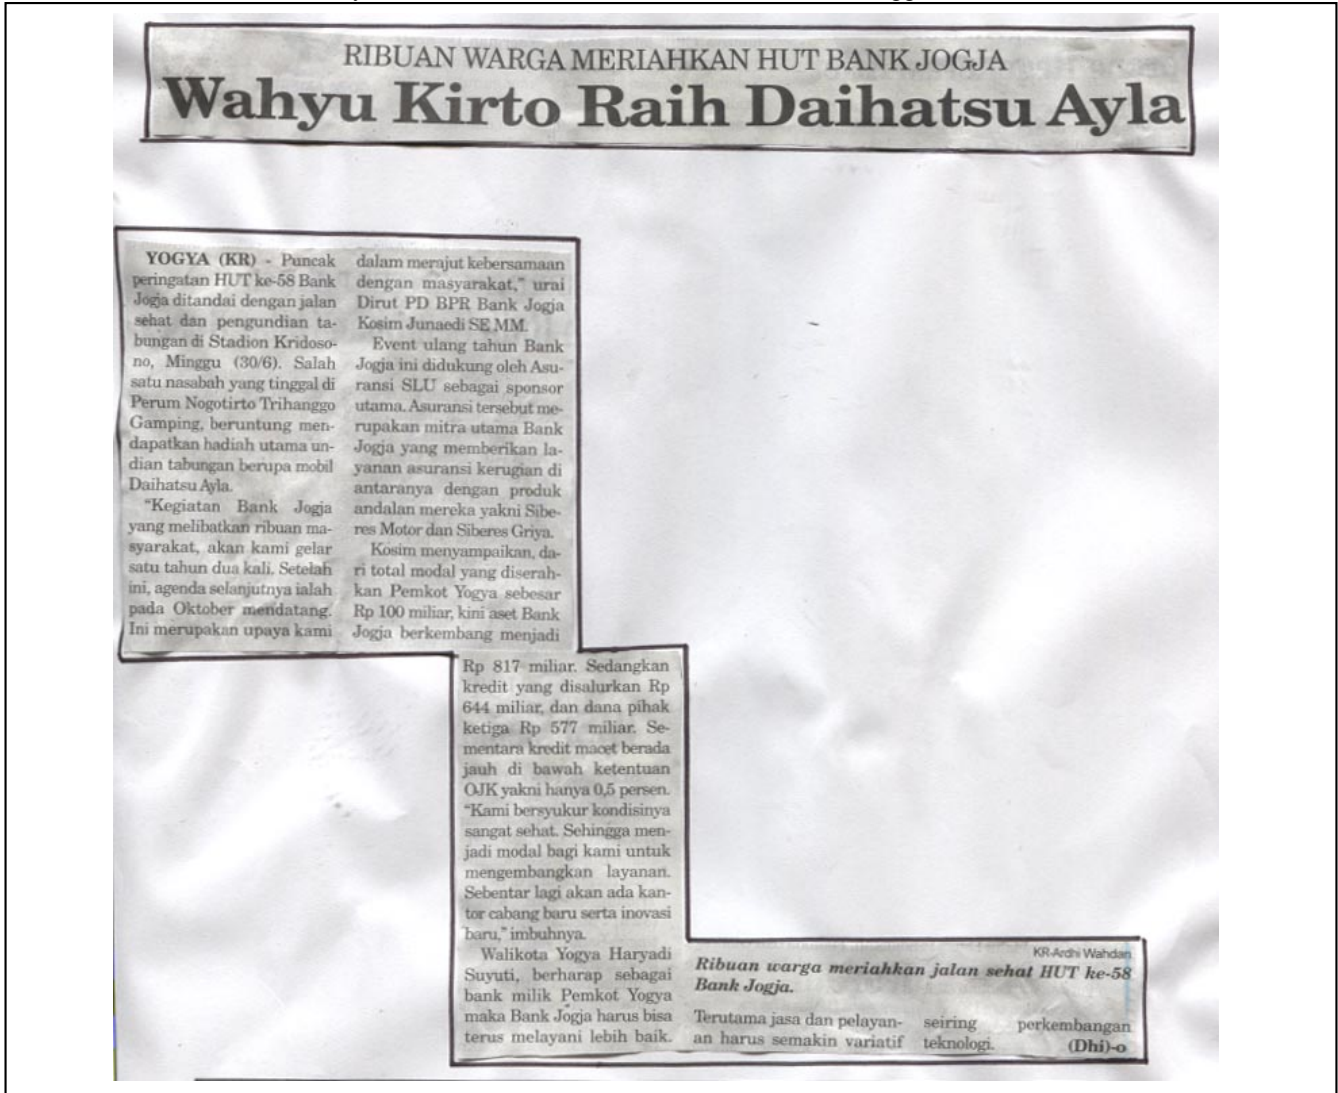 RIBUAN WARGA MERIAHKAN HUT BANK JOGJA
Wahyu Kirto Raih Daihatsu Ayla
YOGYA (KR) - Puncak
peringatan HUT ke-58 Bank
Jogja ditandai dengan jalan
sehat dan pengundian ta-
bungan di Stadion Kridoso-
no, Minggu (30/6). Salah
satu nasabah yang tinggal di
Perum Nogotirto Trihanggo
Gamping, beruntung men-
dapatkan hadiah utama un-
dian tabungan berupa mobil
Daihatsu Ayla.
"Kegiatan Bank Jogja
yang melibatkan ribuan ma-
syarakat, akan kami gelar
satu tahun dua kali. Setelah
ini, agenda selanjutnya ialah
pada Oktober mendatang.
Ini merupakan upaya kami
dalam merajut kebersamaan
dengan masyarakat," urai
Dirut PD BPR Bank Jogja
Kosim Junaedi SE MM.
Event ulang tahun Bank
Jogja ini didukung oleh Asu-
ransi SLU sebagai sponsor
utama. Asuransi tersebut me-
rupakan mitra utama Bank
Jogja yang memberikan la-
yanan asuransi kerugian di
antaranya dengan produk
andalan mereka yakni Sibe-
res Motor dan Siberes Griya.
Kosim menyampaikan, da-
ri total modal yang diserah-
kan Pemkot Yogya sebesar
Rp 100 miliar, kini aset Bank
Jogja berkembang menjadi
Rp 817 miliar. Sedangkan
kredit yang disalurkan Rp
644 miliar, dan dana pihak
ketiga Rp 577 miliar. Se-
mentara kredit macet berada
jauh di bawah ketentuan
OJK yakni hanya 0,5 persen.
"Kami bersyukur kondisinya
sangat sehat. Sehingga men-
jadi modal bagi kami untuk
mengembangkan layanan.
Sebentar lagi akan ada kan-
tor cabang baru serta inovasi
baru," imbuhnya.
Walikota Yogya Haryadi
Suyuti, berharap sebagai
bank milik Pemkot Yogya
maka Bank Jogja harus bisa
terus melayani lebih baik.
KR-Ardhi Wahdan
Ribuan warga meriahkan jalan sehat HUT ke-58
Bank Jogja.
Terutama jasa dan pelayan-
an harus semakin variatif
seiring perkembangan
teknologi. (Dhi)-o